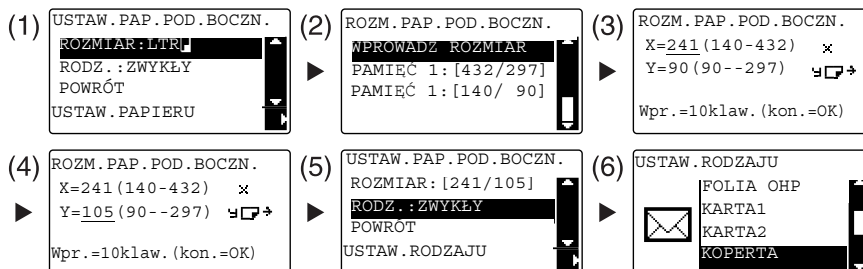 (1)
USTAW.PAP.POD.BOCZN.
ROZMIAR:LTR
RODZ.:ZWYKŁY
POWRÓT
USTAW.PAPIERU
(2)
ROZM.PAP.POD.BOCZN.
WPROWADZ ROZMIAR
PAMIĘĆ 1:[432/297]
PAMIĘĆ 1:[140/ 90]
(3)
ROZM.PAP.POD.BOCZN.
X=241(140-432) x
Y=90(90--297) y
Wpr.=10klaw.(kon.=OK)
(4)
ROZM.PAP.POD.BOCZN.
X=241(140-432) x
Y=105(90--297) y
Wpr.=10klaw.(kon.=OK)
(5)
USTAW.PAP.POD.BOCZN.
ROZMIAR:[241/105]
RODZ.:ZWYKŁY
POWRÓT
USTAW.RODZAJU
(6)
USTAW.RODZAJU
FOLIA OHP
KARTA1
KARTA2
KOPERTA